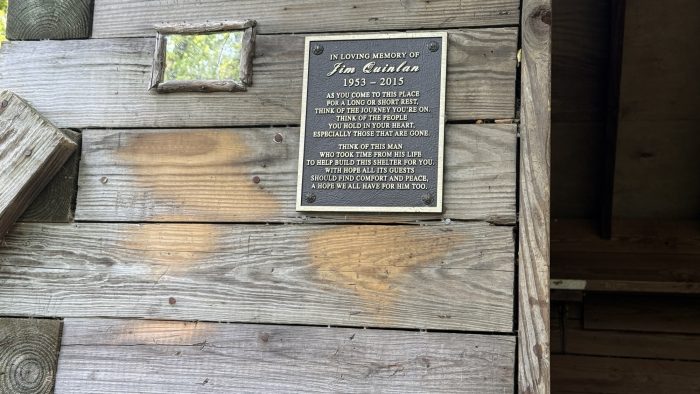 IN LOVING MEMORY OF
Jim Quinlan
1953 – 2015
AS YOU COME TO THIS PLACE
FOR A LONG OR SHORT REST,
THINK OF THE JOURNEY YOU'RE ON.
THINK OF THE PEOPLE
YOU HOLD IN YOUR HEART,
ESPECIALLY THOSE THAT ARE GONE.
THINK OF THIS MAN
WHO TOOK TIME FROM HIS LIFE
TO HELP BUILD THIS SHELTER FOR YOU.
WITH HOPE ALL ITS GUESTS
SHOULD FIND COMFORT AND PEACE,
A HOPE WE ALL HAVE FOR HIM TOO.